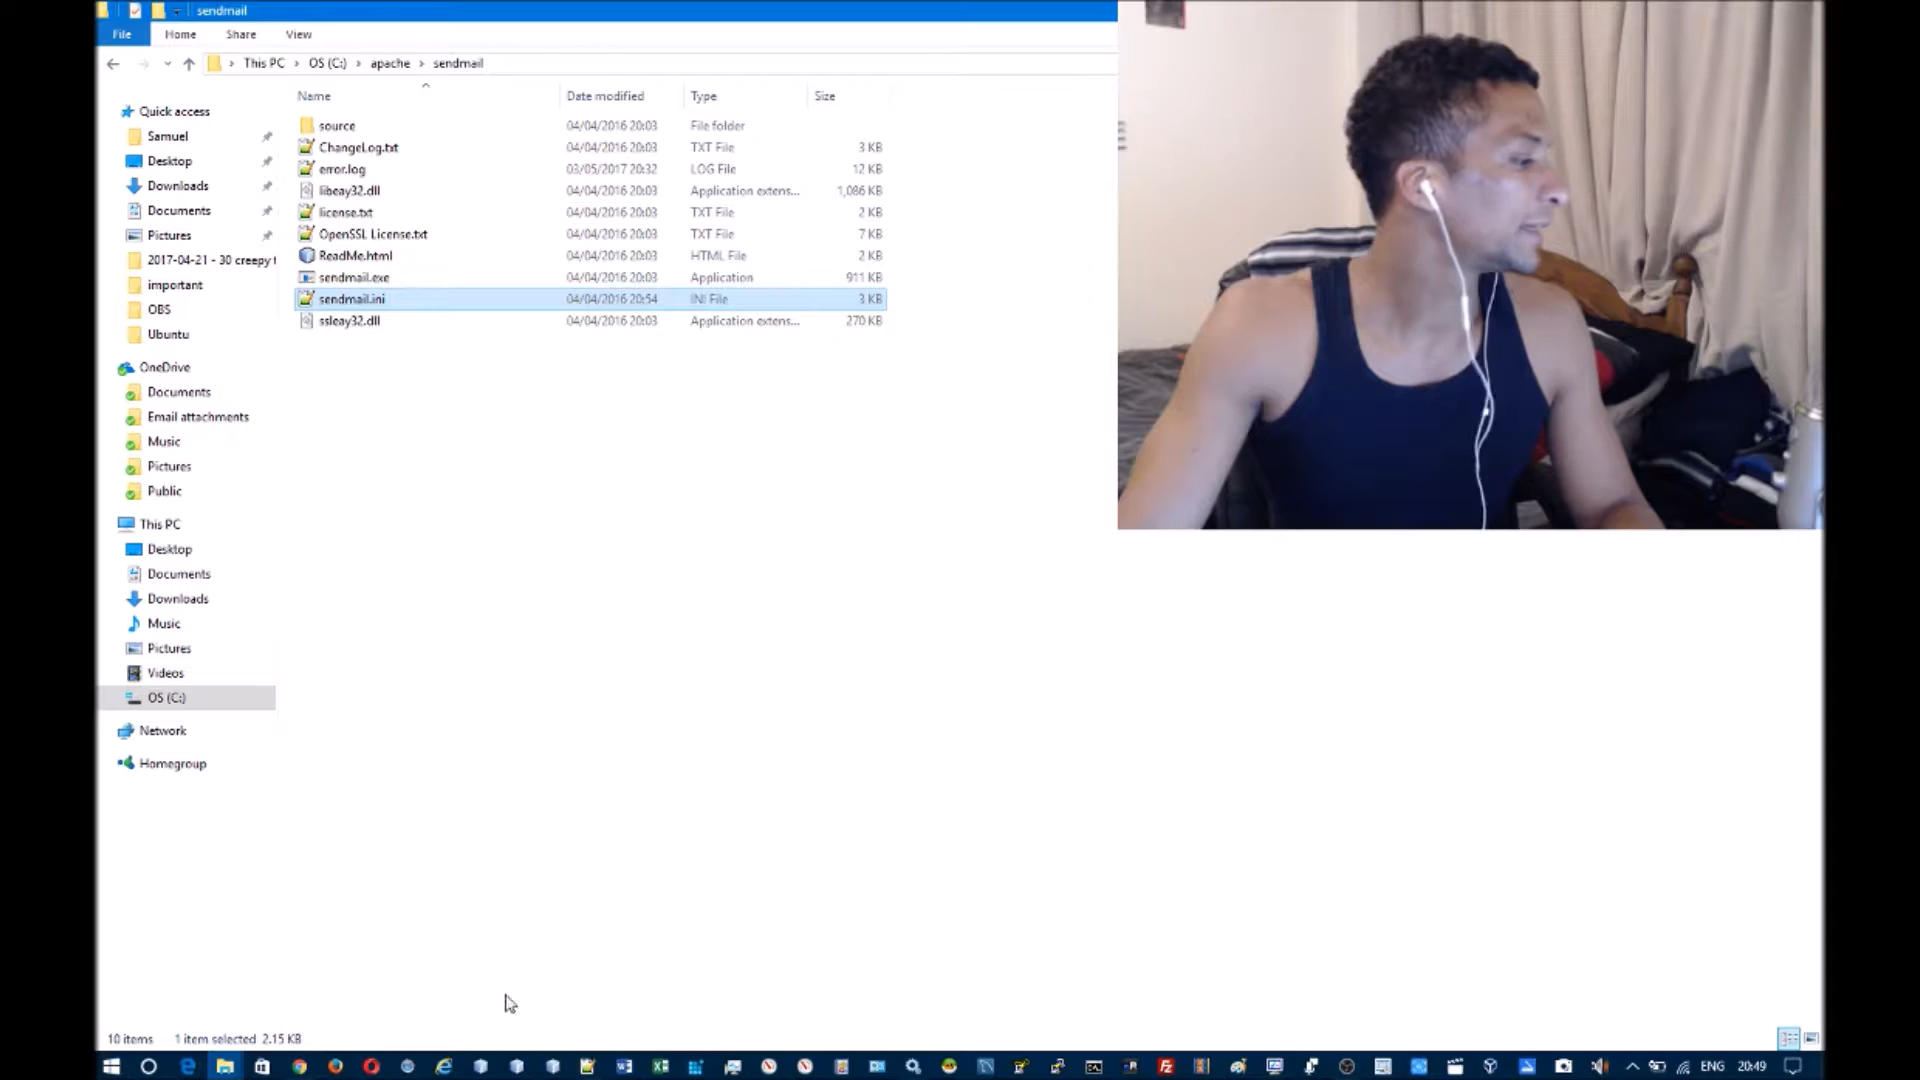 sendmail
File Home Share View
This PC OS (C:) apache sendmail
Name Date modified Type Size
Quick access
Samuel
Desktop
Downloads
Documents
Pictures
2017-04-21 - 30 creepy t
important
OBS
Ubuntu
OneDrive
Documents
Email attachments
Music
Pictures
Public
This PC
Desktop
Documents
Downloads
Music
Pictures
Videos
OS (C:)
Network
Homegroup
source 04/04/2016 20:03 File folder
ChangeLog.txt 04/04/2016 20:03 TXT File 3 KB
error.log 03/05/2017 20:32 LOG File 12 KB
libeay32.dll 04/04/2016 20:03 Application extens... 1,086 KB
license.txt 04/04/2016 20:03 TXT File 2 KB
OpenSSL License.txt 04/04/2016 20:03 TXT File 7 KB
ReadMe.html 04/04/2016 20:03 HTML File 2 KB
sendmail.exe 04/04/2016 20:03 Application 911 KB
sendmail.ini 04/04/2016 20:54 INI File 3 KB
ssleay32.dll 04/04/2016 20:03 Application extens... 270 KB
10 items 1 item selected 2.15 KB
ENG 20:49